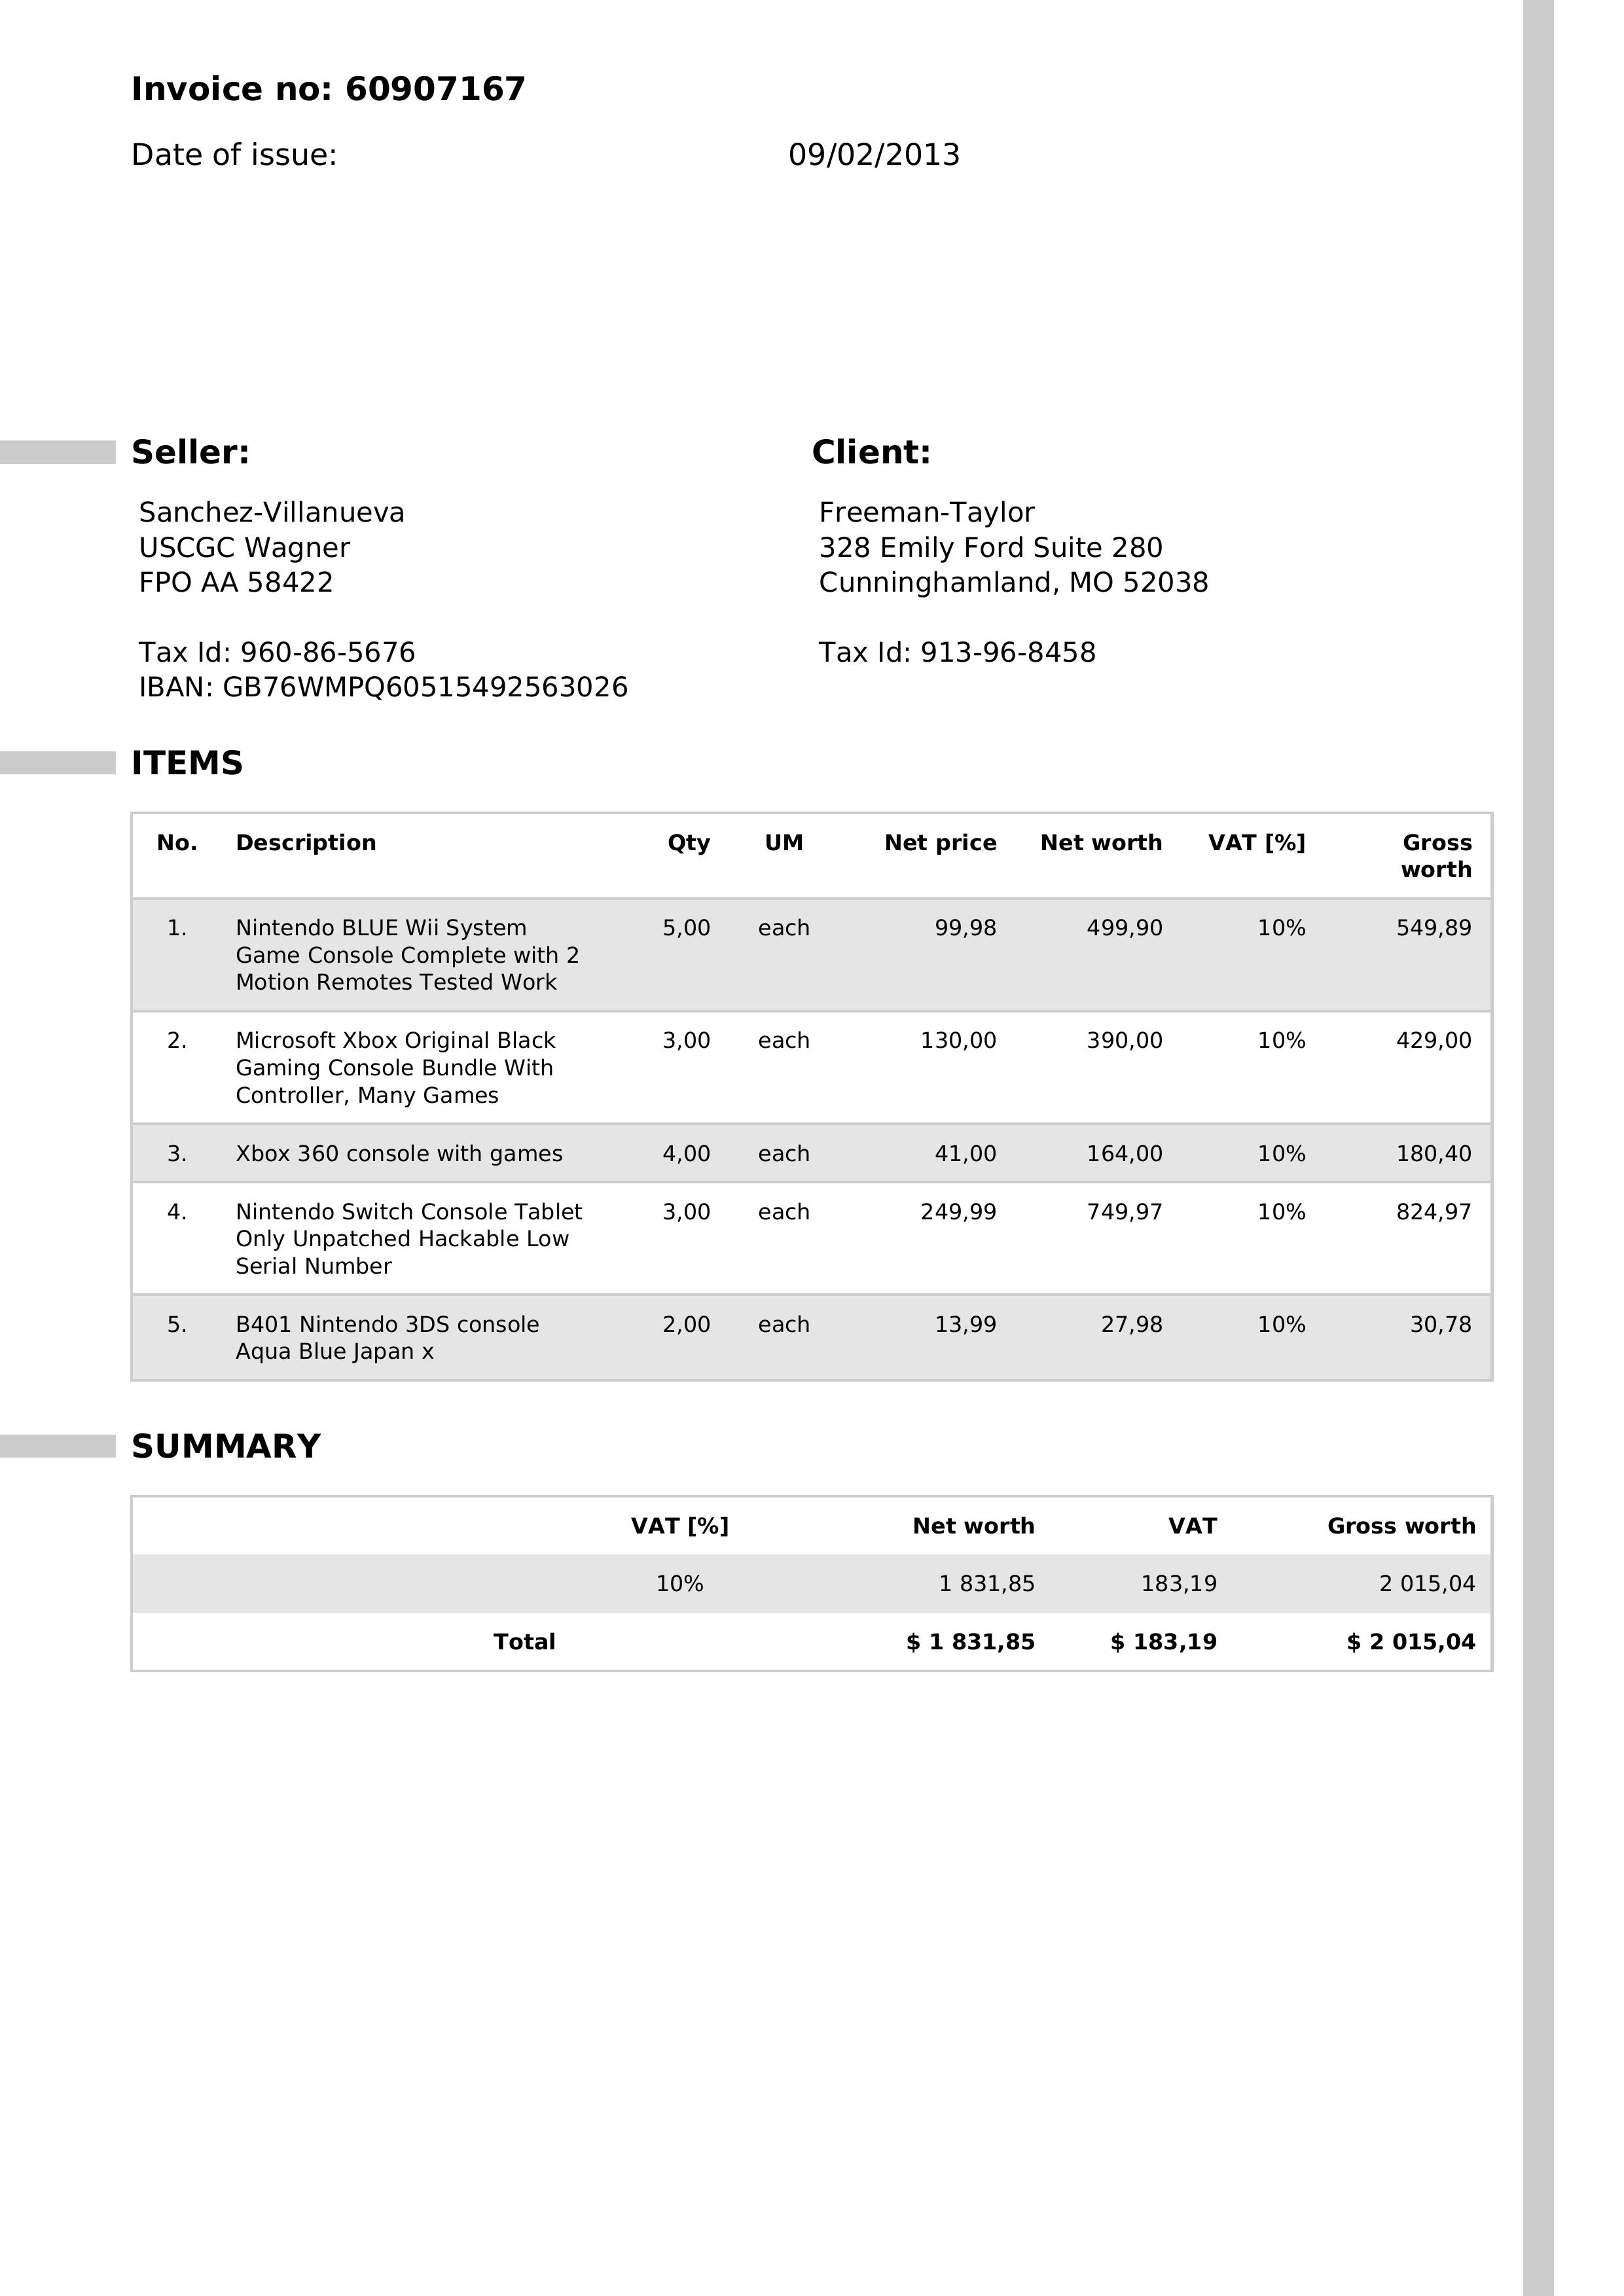 Invoice no: 60907167
Date of issue: 09/02/2013
Seller:
Sanchez-Villanueva
USCGC Wagner
FPO AA 58422
Tax Id: 960-86-5676
IBAN: GB76WMPQ60515492563026
Client:
Freeman-Taylor
328 Emily Ford Suite 280
Cunninghamland, MO 52038
Tax Id: 913-96-8458
ITEMS
No. Description Qty UM Net price Net worth VAT [%] Gross
worth
1. Nintendo BLUE Wii System 5,00 each 99,98 499,90 10% 549,89
Game Console Complete with 2
Motion Remotes Tested Work
2. Microsoft Xbox Original Black 3,00 each 130,00 390,00 10% 429,00
Gaming Console Bundle With
Controller, Many Games
3. Xbox 360 console with games 4,00 each 41,00 164,00 10% 180,40
4. Nintendo Switch Console Tablet 3,00 each 249,99 749,97 10% 824,97
Only Unpatched Hackable Low
Serial Number
5. B401 Nintendo 3DS console 2,00 each 13,99 27,98 10% 30,78
Aqua Blue Japan x
SUMMARY
VAT [%] Net worth VAT Gross worth
10% 1 831,85 183,19 2 015,04
Total $ 1 831,85 $ 183,19 $ 2 015,04